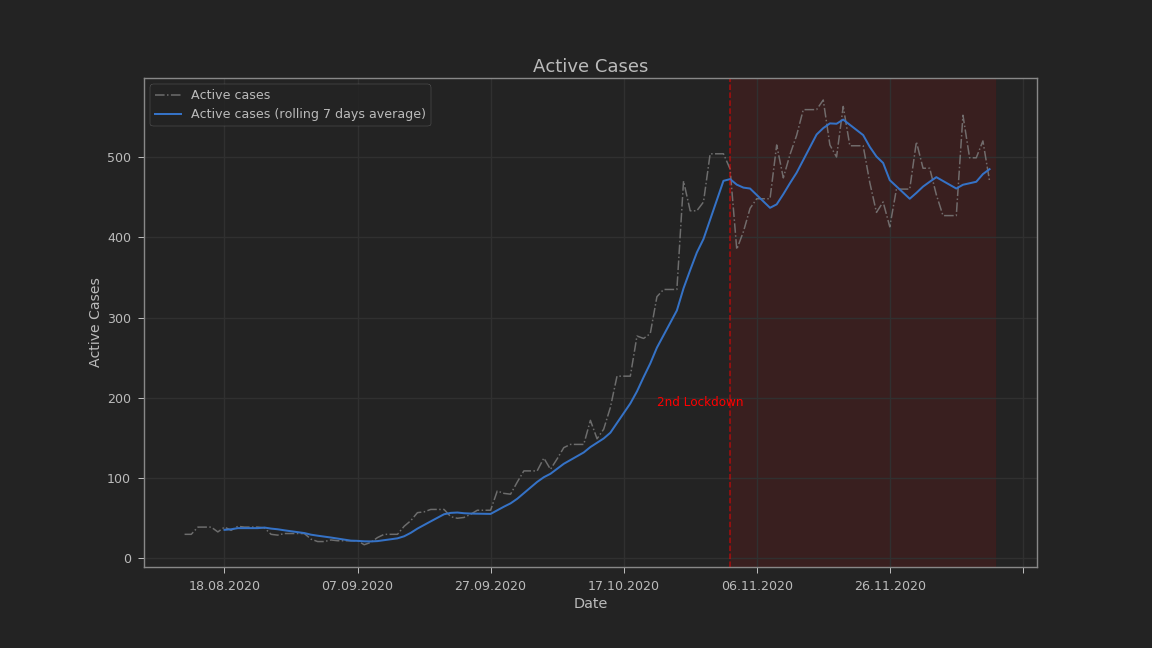 Active Cases
Active cases
Active cases (rolling 7 days average)
500
400
300
200
100
0
Active Cases
2nd Lockdown
18.08.2020 07.09.2020 27.09.2020 17.10.2020 06.11.2020 26.11.2020
Date